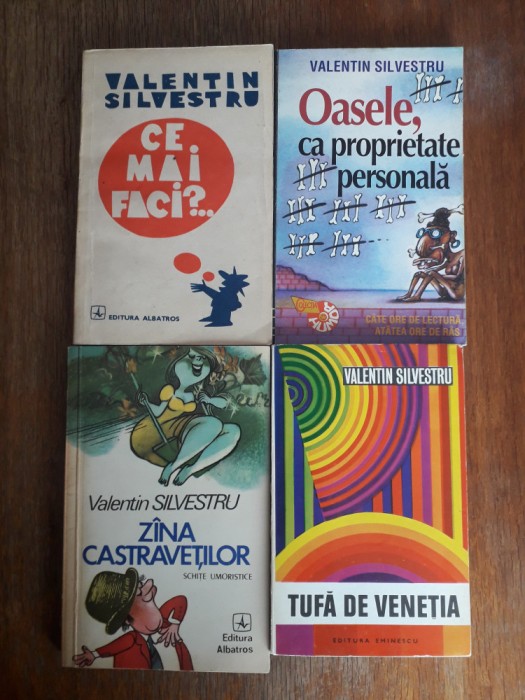 VALENTIN
SILVESTRU
CE
MAI
FACI?...
EDITURA ALBATROS
VALENTIN SILVESTRU
Oasele,
ca proprietate
personală
CÂTE ORE DE LECTURĂ
ATÂTEA ORE DE RÂS
Valentin SILVESTRU
ZÎNA
CASTRAVEȚILOR
SCHIȚE UMORISTICE
Editura
Albatros
VALENTIN SILVESTRU
TUFĂ DE VENEȚIA
EDITURA EMINESCU